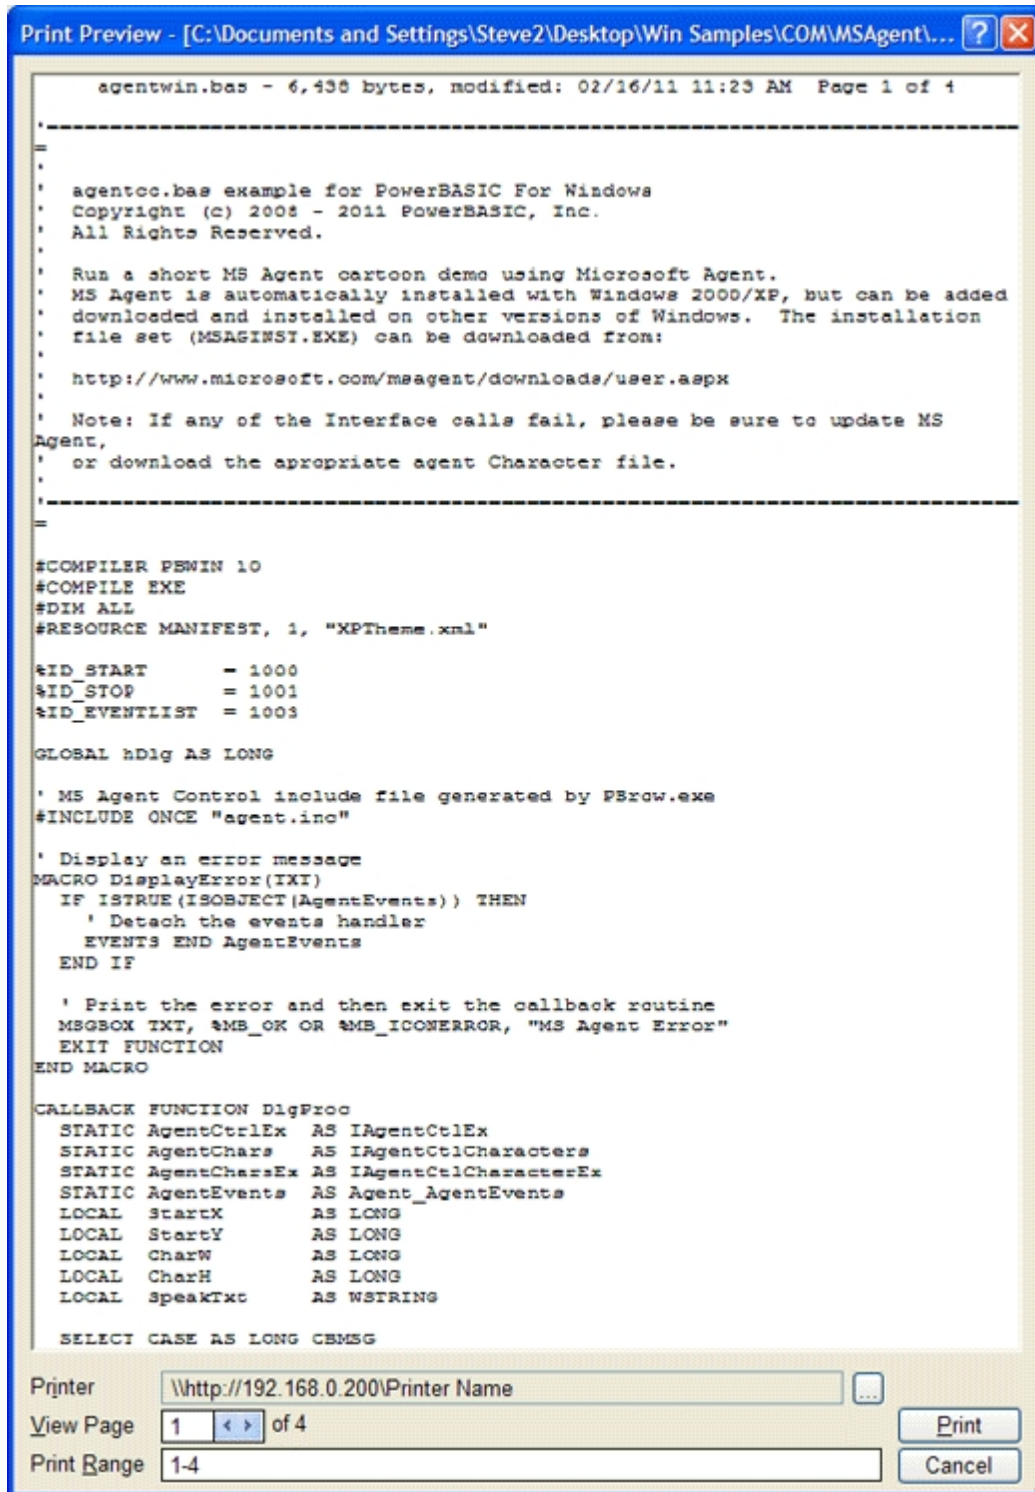 Print Preview - [C:\Documents and Settings\Steve2\Desktop\Win Samples\COM\MSAgent\...
agentwin.bas - 6,438 bytes, modified: 02/16/11 11:23 AM  Page 1 of 4
'------------------------------------------------------------------------------
=
'
'   agentcc.bas example for PowerBASIC For Windows
'   Copyright (c) 2008 - 2011 PowerBASIC, Inc.
'   All Rights Reserved.
'
'   Run a short MS Agent cartoon demo using Microsoft Agent.
'   MS Agent is automatically installed with Windows 2000/XP, but can be added
'   downloaded and installed on other versions of Windows.  The installation
'   file set (MSAGINST.EXE) can be downloaded from:
'
'   http://www.microsoft.com/msagent/downloads/user.aspx
'
'   Note: If any of the Interface calls fail, please be sure to update MS
Agent,
'   or download the apropriate agent Character file.
'
'------------------------------------------------------------------------------
=
#COMPILER PBWIN 10
#COMPILE EXE
#DIM ALL
#RESOURCE MANIFEST, 1, "XPTheme.xml"
%ID_START      = 1000
%ID_STOP       = 1001
%ID_EVENTLIST  = 1003
GLOBAL hDlg AS LONG
' MS Agent Control include file generated by PBrow.exe
#INCLUDE ONCE "agent.inc"
' Display an error message
MACRO DisplayError(TXT)
  IF ISTRUE(ISOBJECT(AgentEvents)) THEN
    ' Detach the events handler
    EVENTS END AgentEvents
  END IF
  ' Print the error and then exit the callback routine
  MSGBOX TXT, %MB_OK OR %MB_ICONERROR, "MS Agent Error"
  EXIT FUNCTION
END MACRO
CALLBACK FUNCTION DlgProc
  STATIC AgentCtrlEx  AS IAgentCtlEx
  STATIC AgentChars   AS IAgentCtlCharacters
  STATIC AgentCharsEx AS IAgentCtlCharacterEx
  STATIC AgentEvents  AS Agent_AgentEvents
  LOCAL  StartX       AS LONG
  LOCAL  StartY       AS LONG
  LOCAL  CharW        AS LONG
  LOCAL  CharH        AS LONG
  LOCAL  SpeakTxt     AS WSTRING
  SELECT CASE AS LONG CBMSG
Printer \\http://192.168.0.200\Printer Name ...
View Page 1 of 4 Print
Print Range 1-4 Cancel